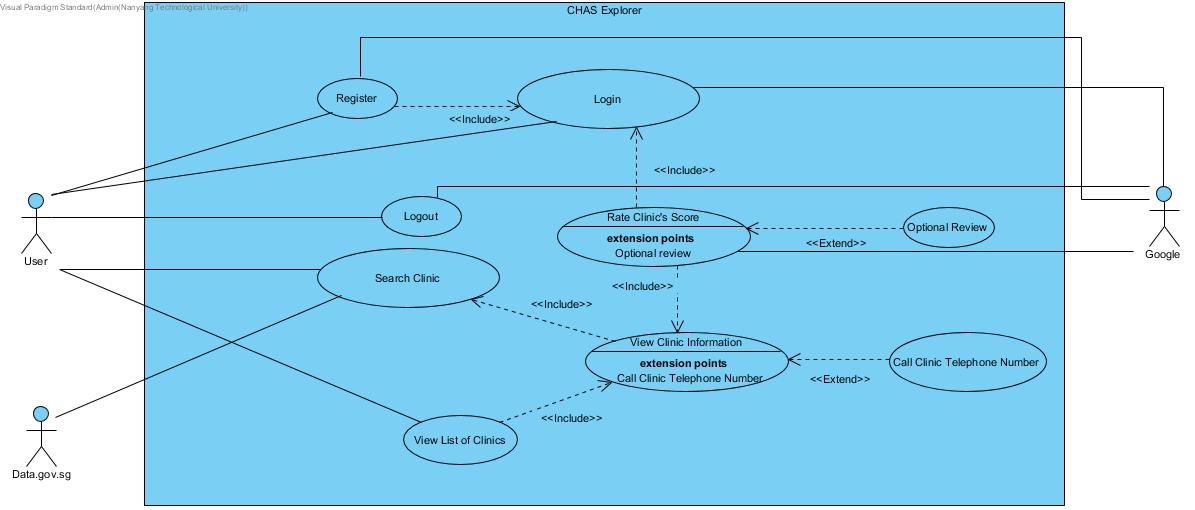 Visual Paradigm Standard(Admin(Nanyang Technological University))
CHAS Explorer
Register
Login
<<Include>>
<<Include>>
Logout
Rate Clinic's Score
extension points
Optional review
Optional Review
<<Extend>>
User
Google
Search Clinic
<<Include>>
<<Include>>
View Clinic Information
extension points
Call Clinic Telephone Number
Call Clinic Telephone Number
<<Extend>>
<<Include>>
View List of Clinics
Data.gov.sg